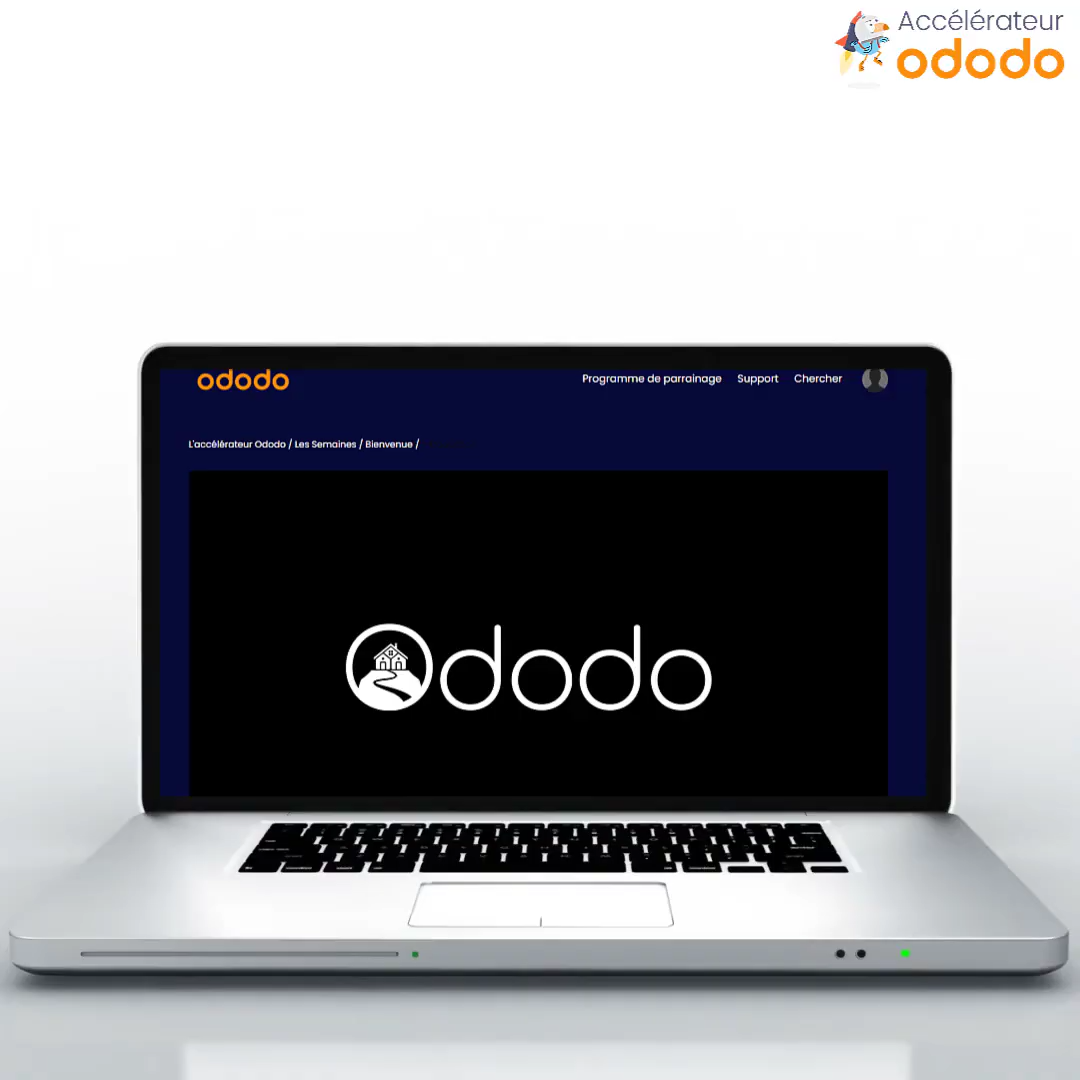 Accélérateur
ododo
ododo
Programme de parrainage Support Chercher
L'accélérateur Ododo / Les Semaines / Bienvenue /
Ododo